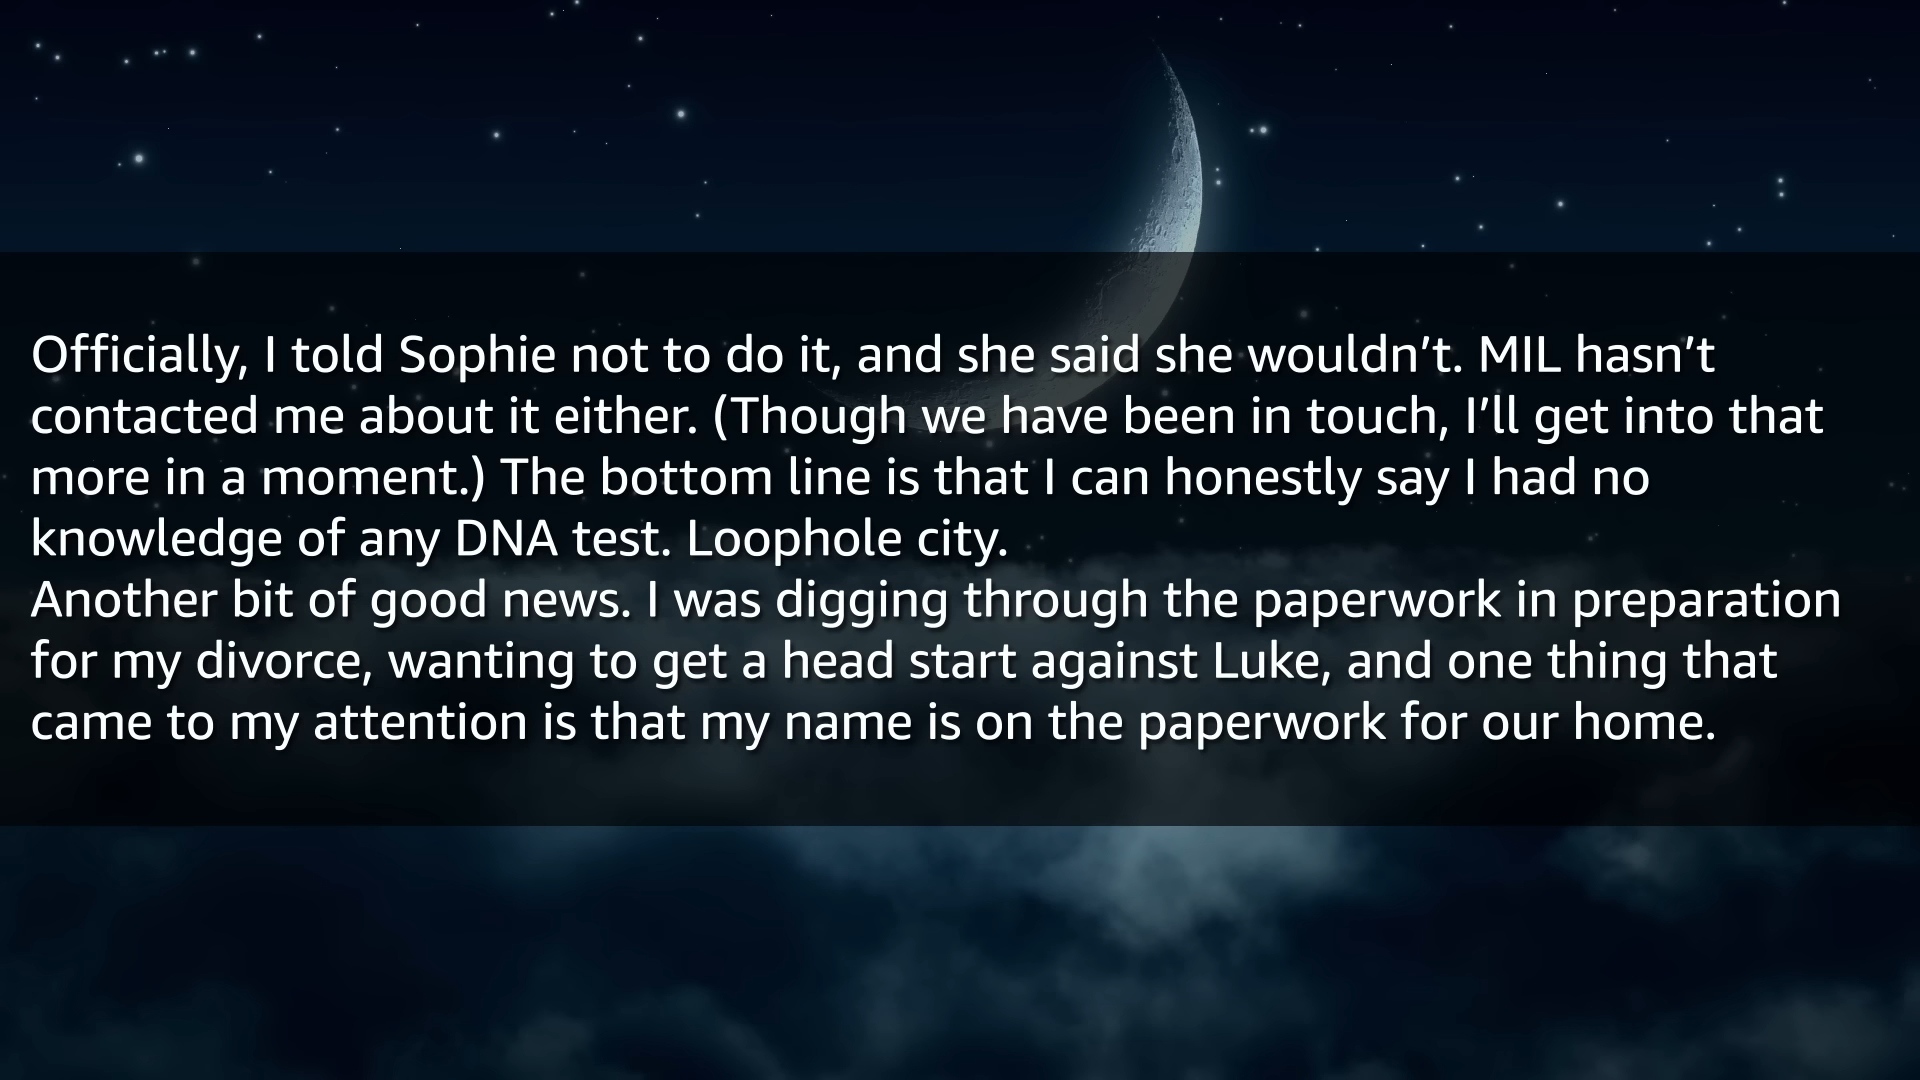 Officially, I told Sophie not to do it, and she said she wouldn’t. MIL hasn’t
contacted me about it either. (Though we have been in touch, I’ll get into that
more in a moment.) The bottom line is that I can honestly say I had no
knowledge of any DNA test. Loophole city.
Another bit of good news. I was digging through the paperwork in preparation
for my divorce, wanting to get a head start against Luke, and one thing that
came to my attention is that my name is on the paperwork for our home.